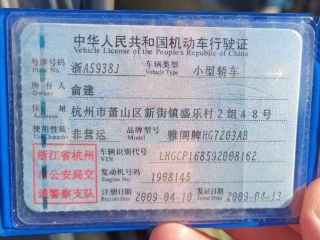 中华人民共和国机动车行驶证
Vehicle License of the People's Republic of China
号牌号码 浙A5938J 车辆类型 小型轿车
Plate No. Vehicle Type
所有人 俞建
Owner
住址 杭州市萧山区新街镇盛乐村2组48号
Address
使用性质 非营运 品牌型号 雅阁牌HG7203AB
Model
浙江省杭州市公安局交通警察支队
车辆识别代号 LHGCP16859Z008162
VIN
发动机号码 1908145
Engine No.
注册日期 2009-04-10 发证日期 2009-04-13
Register Date Issue Date